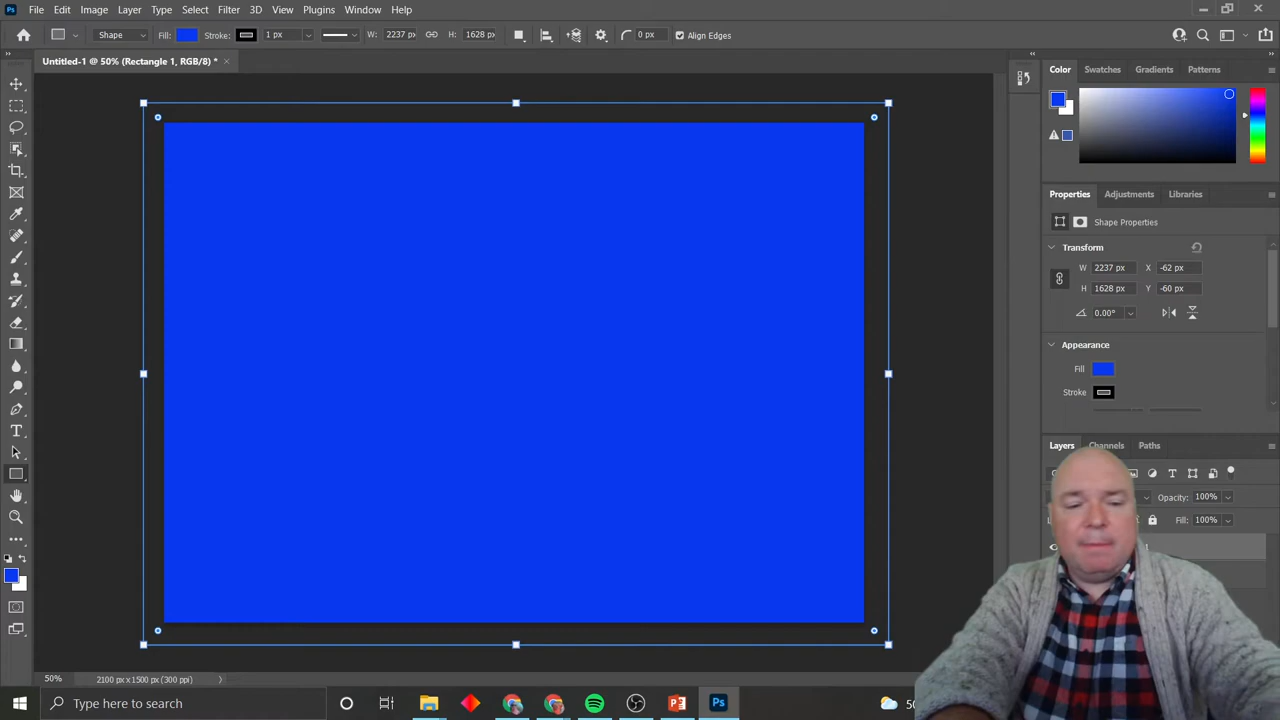 Ps File Edit Image Layer Type Select Filter 3D View Plugins Window Help
Shape Fill: Stroke: 1 px W: 2237 px H: 1628 px 0 px Align Edges
Untitled-1 @ 50% (Rectangle 1, RGB/8) *
Color Swatches Gradients Patterns
Properties Adjustments Libraries
Shape Properties
Transform
W 2237 px X -62 px
H 1628 px Y -60 px
0.00°
Appearance
Fill
Stroke
Layers Channels Paths
Opacity: 100%
Fill: 100%
50% 2100 px x 1500 px (300 ppi)
Type here to search
Ps